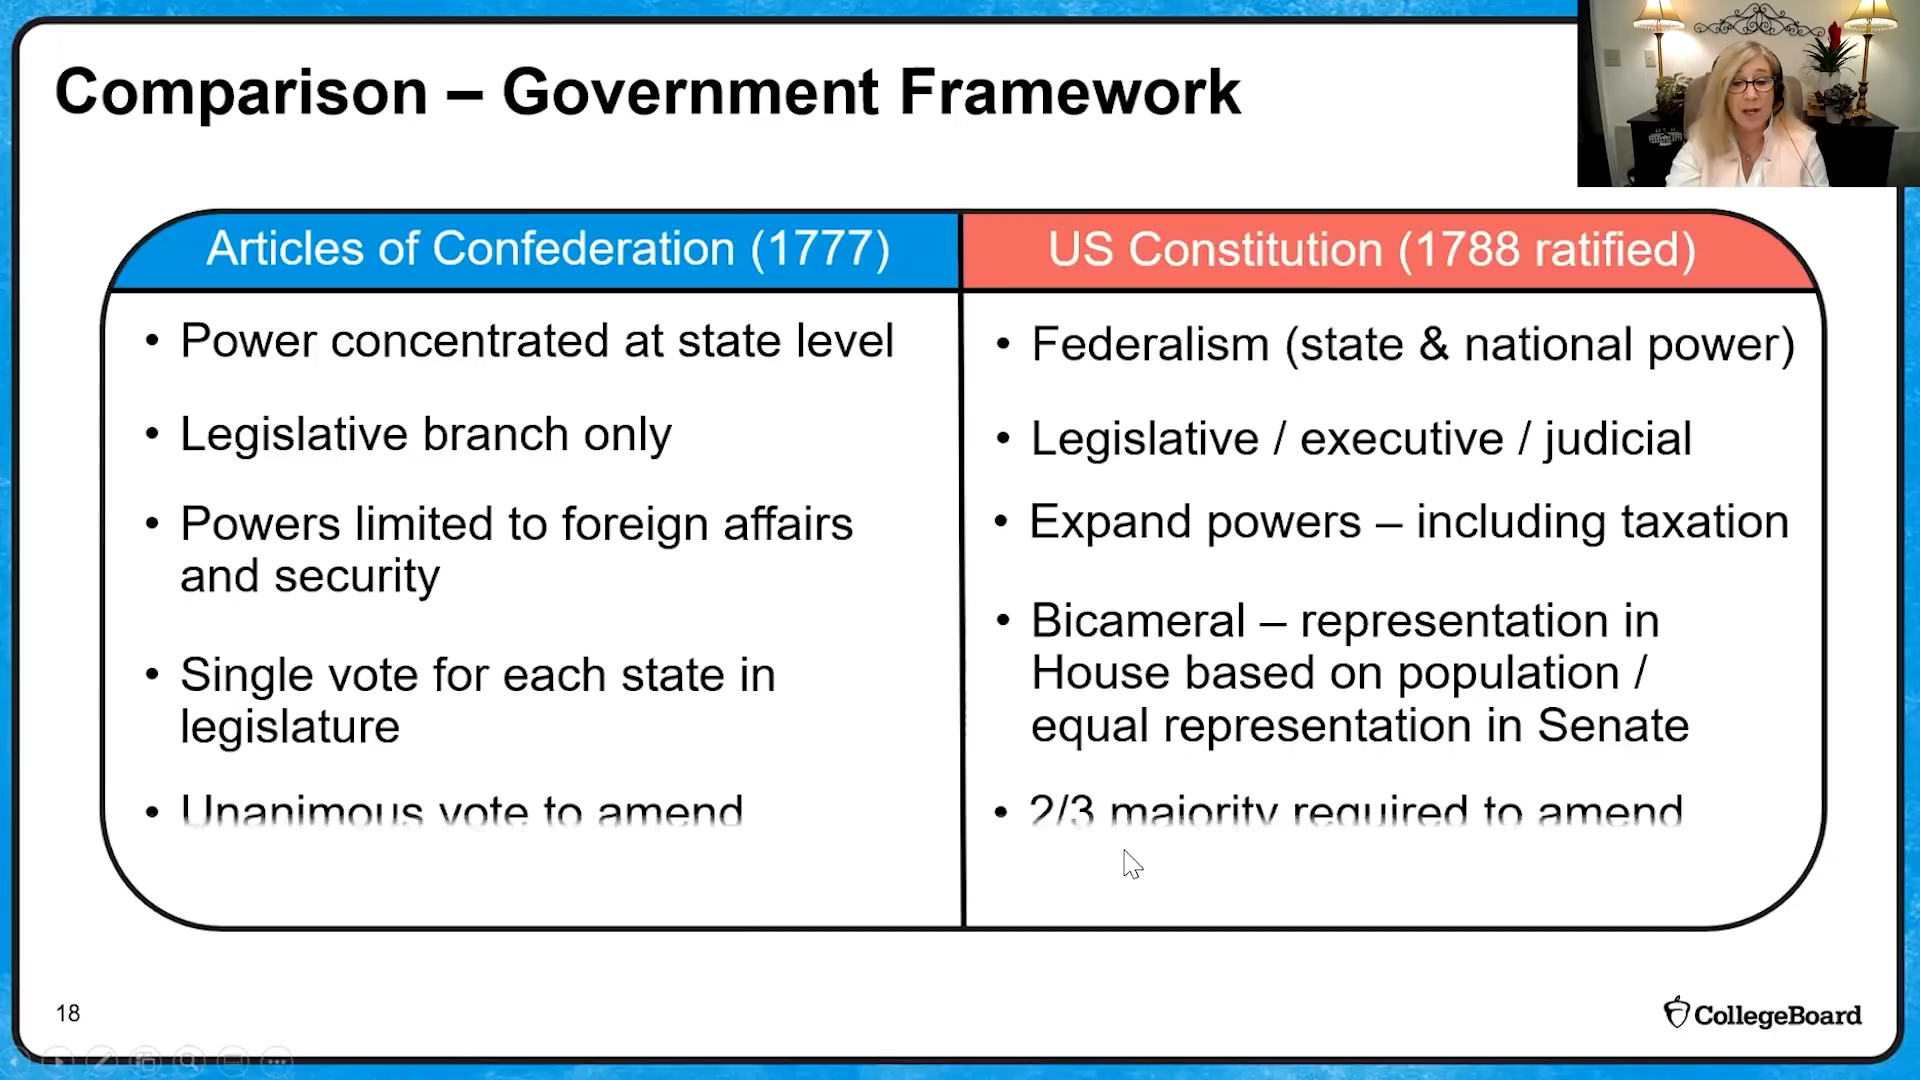 Comparison – Government Framework
Articles of Confederation (1777)
• Power concentrated at state level
• Legislative branch only
• Powers limited to foreign affairs
and security
• Single vote for each state in
legislature
• Unanimous vote to amend
US Constitution (1788 ratified)
• Federalism (state & national power)
• Legislative / executive / judicial
• Expand powers – including taxation
• Bicameral – representation in
House based on population /
equal representation in Senate
• 2/3 majority required to amend
18
CollegeBoard